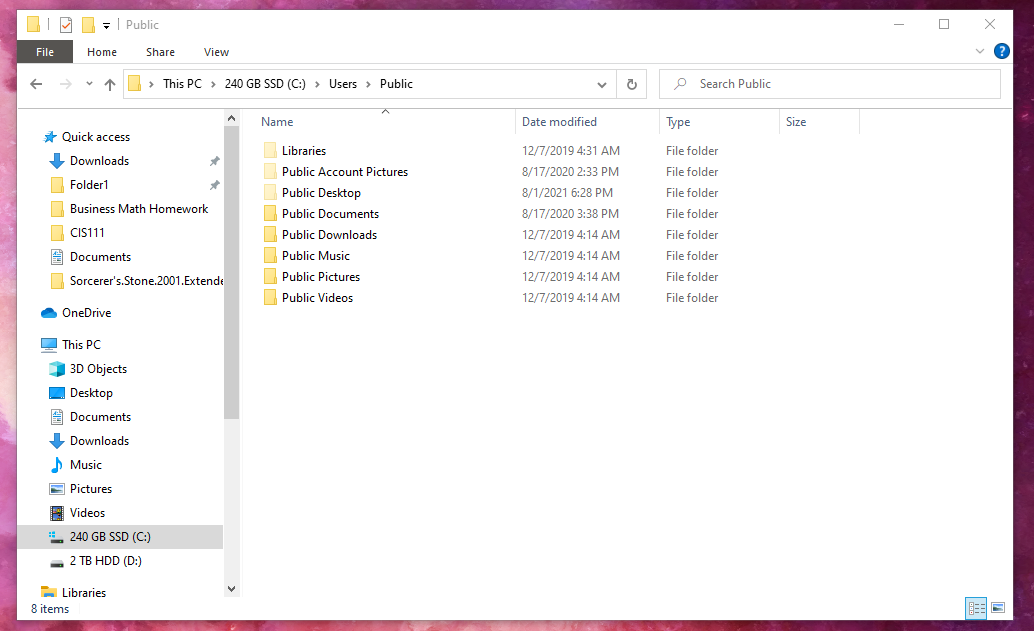 Public
File Home Share View
This PC 240 GB SSD (C:) Users Public
Search Public
Name Date modified Type Size
Quick access
Downloads
Folder1
Business Math Homework
CIS111
Documents
Sorcerer's.Stone.2001.Extende
OneDrive
This PC
3D Objects
Desktop
Documents
Downloads
Music
Pictures
Videos
240 GB SSD (C:)
2 TB HDD (D:)
Libraries
Libraries 12/7/2019 4:31 AM File folder
Public Account Pictures 8/17/2020 2:33 PM File folder
Public Desktop 8/1/2021 6:28 PM File folder
Public Documents 8/17/2020 3:38 PM File folder
Public Downloads 12/7/2019 4:14 AM File folder
Public Music 12/7/2019 4:14 AM File folder
Public Pictures 12/7/2019 4:14 AM File folder
Public Videos 12/7/2019 4:14 AM File folder
8 items